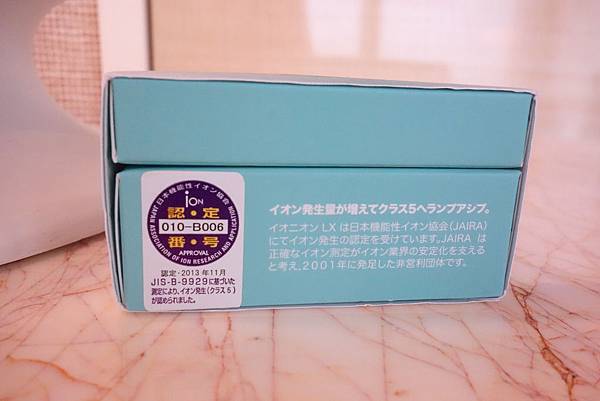 日本機能性イオン協会
ion
認・定
010-B006
番・号
APPROVAL
JAPAN ASSOCIATION OF ION RESEARCH AND APPLICATION
認定・2013年11月
JIS-B-9929に基づいた
測定により、イオン発生(クラス5)
が認められました。
イオン発生量が増えてクラス5へランプアシプ。
イオニオン LX は日本機能性イオン協会(JAIRA)
にてイオン発生の認定を受けています。JAIRA は
正確なイオン測定がイオン業界の安定化を支える
と考え、2001年に発足した非営利団体です。